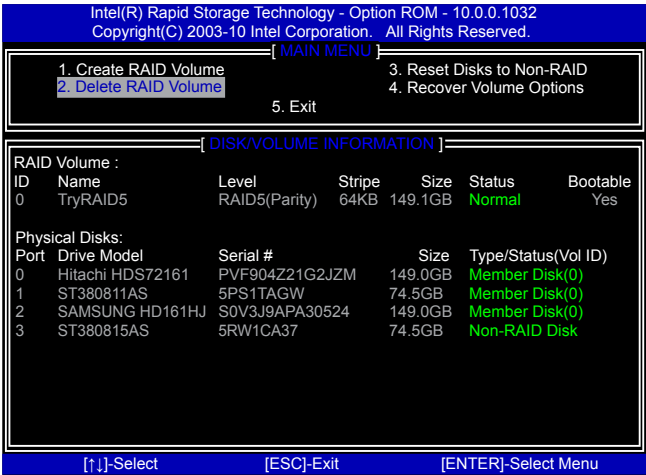 Intel(R) Rapid Storage Technology - Option ROM - 10.0.0.1032
Copyright(C) 2003-10 Intel Corporation. All Rights Reserved.
[ MAIN MENU ]
1. Create RAID Volume 3. Reset Disks to Non-RAID
2. Delete RAID Volume 4. Recover Volume Options
5. Exit
[ DISK/VOLUME INFORMATION ]
RAID Volume :
ID Name Level Stripe Size Status Bootable
0 TryRAID5 RAID5(Parity) 64KB 149.1GB Normal Yes
Physical Disks:
Port Drive Model Serial # Size Type/Status(Vol ID)
0 Hitachi HDS72161 PVF904Z21G2JZM 149.0GB Member Disk(0)
1 ST380811AS 5PS1TAGW 74.5GB Member Disk(0)
2 SAMSUNG HD161HJ S0V3J9APA30524 149.0GB Member Disk(0)
3 ST380815AS 5RW1CA37 74.5GB Non-RAID Disk
[↑↓]-Select [ESC]-Exit [ENTER]-Select Menu